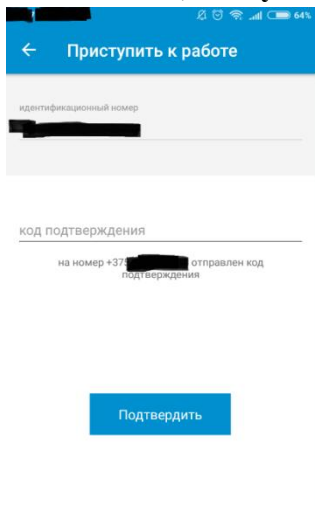 64%
Приступить к работе
идентификационный номер
код подтверждения
на номер +375 отправлен код
подтверждения
Подтвердить